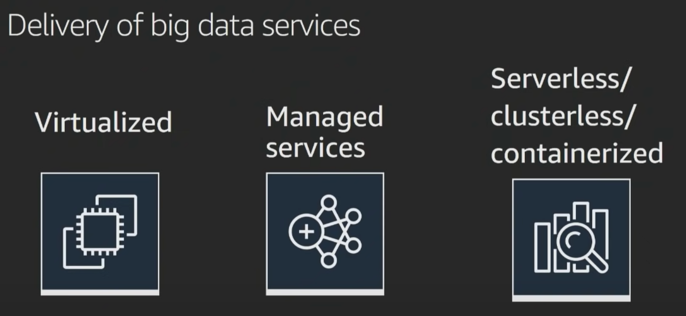 Delivery of big data services
Virtualized
Managed
services
Serverless/
clusterless/
containerized